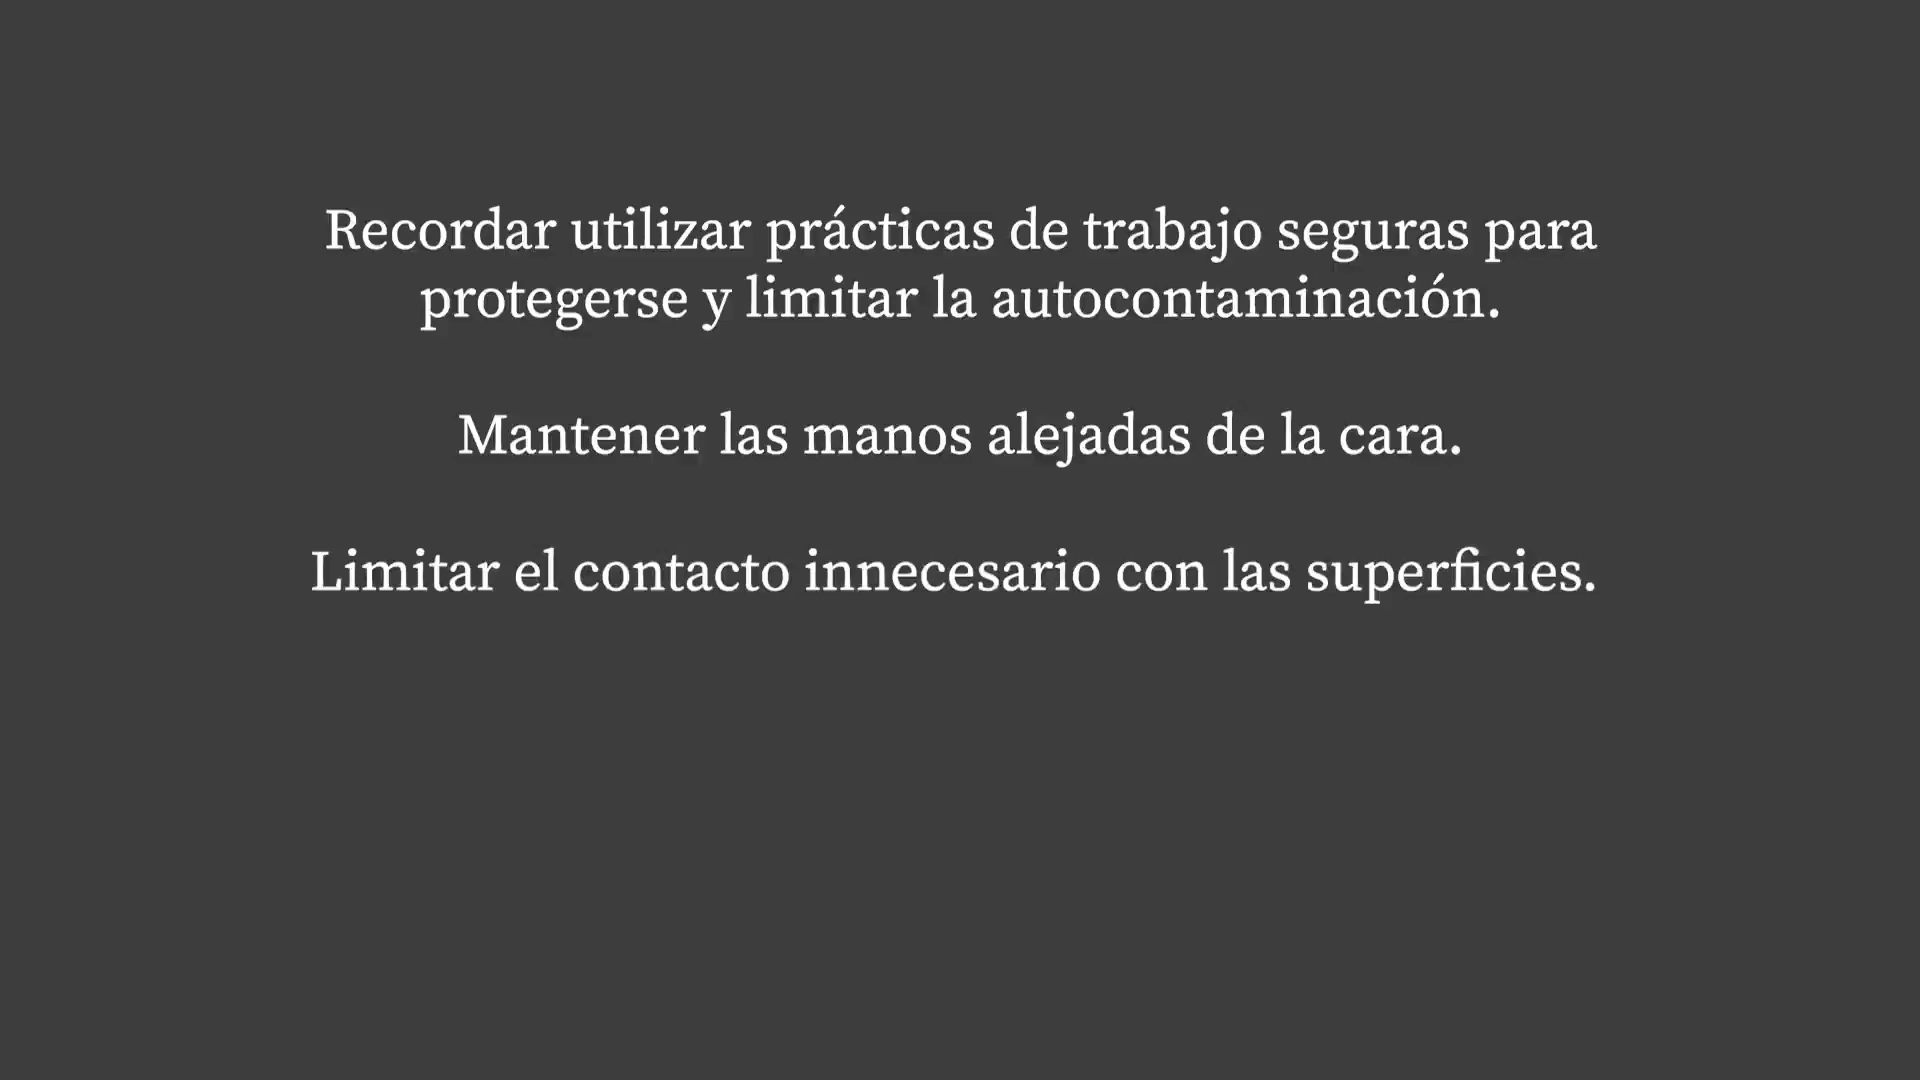 Recordar utilizar prácticas de trabajo seguras para
protegerse y limitar la autocontaminación.
Mantener las manos alejadas de la cara.
Limitar el contacto innecesario con las superficies.